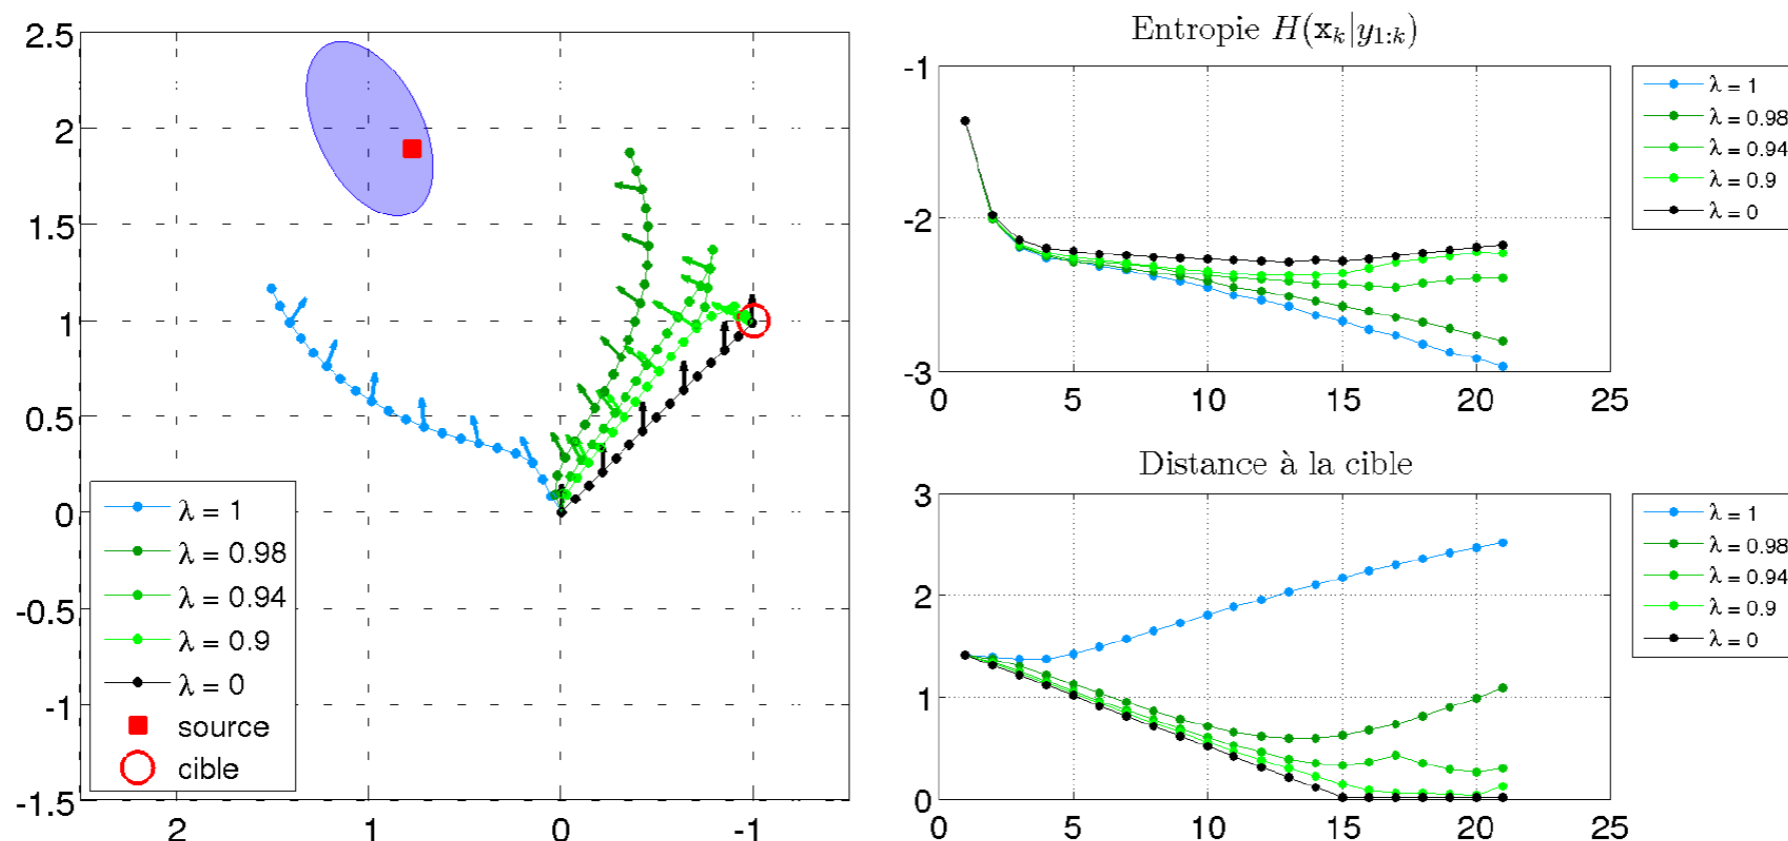 2.5
2
1.5
1
0.5
0
-0.5
-1
-1.5
2 1 0 -1
λ = 1
λ = 0.98
λ = 0.94
λ = 0.9
λ = 0
source
cible
Entropie H(x_k|y_{1:k})
-1
-2
-3
0 5 10 15 20 25
λ = 1
λ = 0.98
λ = 0.94
λ = 0.9
λ = 0
Distance à la cible
3
2
1
0
0 5 10 15 20 25
λ = 1
λ = 0.98
λ = 0.94
λ = 0.9
λ = 0